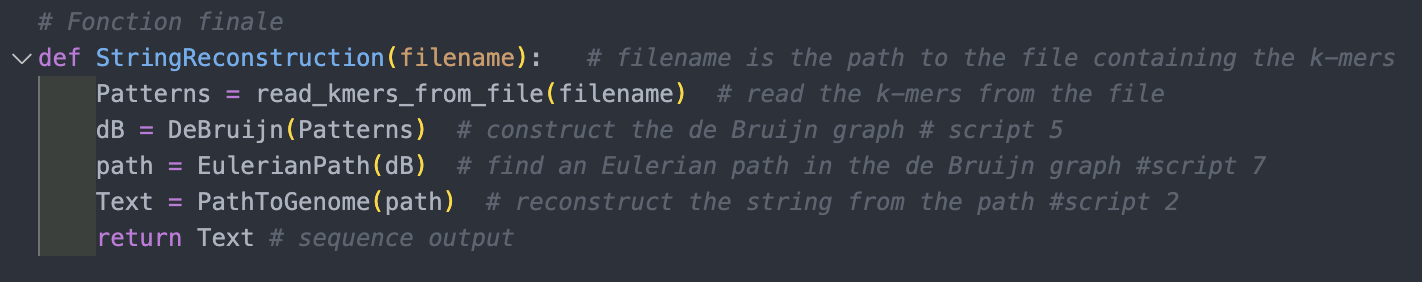 # Fonction finale
def StringReconstruction(filename):   # filename is the path to the file containing the k-mers
    Patterns = read_kmers_from_file(filename)  # read the k-mers from the file
    dB = DeBruijn(Patterns)  # construct the de Bruijn graph # script 5
    path = EulerianPath(dB)  # find an Eulerian path in the de Bruijn graph #script 7
    Text = PathToGenome(path)  # reconstruct the string from the path #script 2
    return Text # sequence output